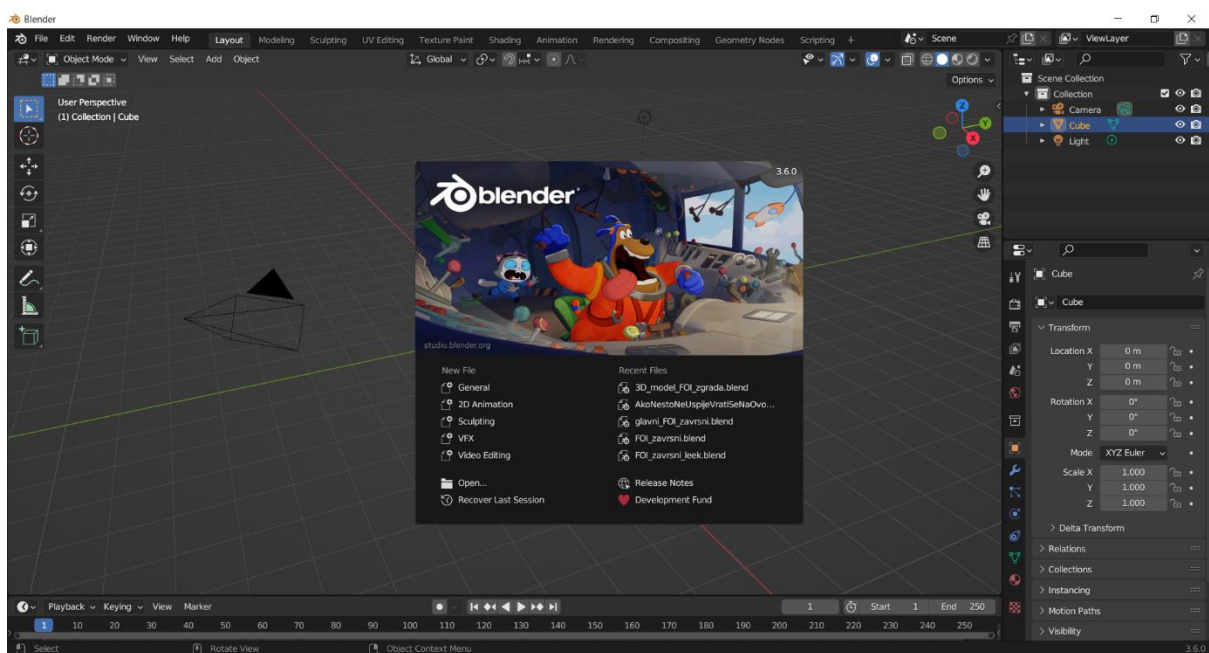 Blender
File Edit Render Window Help Layout Modeling Sculpting UV Editing Texture Paint Shading Animation Rendering Compositing Geometry Nodes Scripting + Scene ViewLayer
Object Mode View Select Add Object Global
Options
User Perspective
(1) Collection | Cube
Z
Y
X
Scene Collection
Collection
Camera
Cube
Light
3.6.0
blender
studio.blender.org
New File
General
2D Animation
Sculpting
VFX
Video Editing
Open...
Recover Last Session
Recent Files
3D_model_FOI_zgrada.blend
AkoNestoNeUspijeVratiSeNaOvo...
glavni_FOI_zavrsni.blend
FOI_zavrsni.blend
FOI_zavrsni_leek.blend
Release Notes
Development Fund
Cube
Cube
Transform
Location X 0 m
Y 0 m
Z 0 m
Rotation X 0°
Y 0°
Z 0°
Mode XYZ Euler
Scale X 1.000
Y 1.000
Z 1.000
Delta Transform
Relations
Collections
Instancing
Motion Paths
Visibility
Playback Keying View Marker 1 Start 1 End 250
1 10 20 30 40 50 60 70 80 90 100 110 120 130 140 150 160 170 180 190 200 210 220 230 240 250
Select Rotate View Object Context Menu 3.6.0